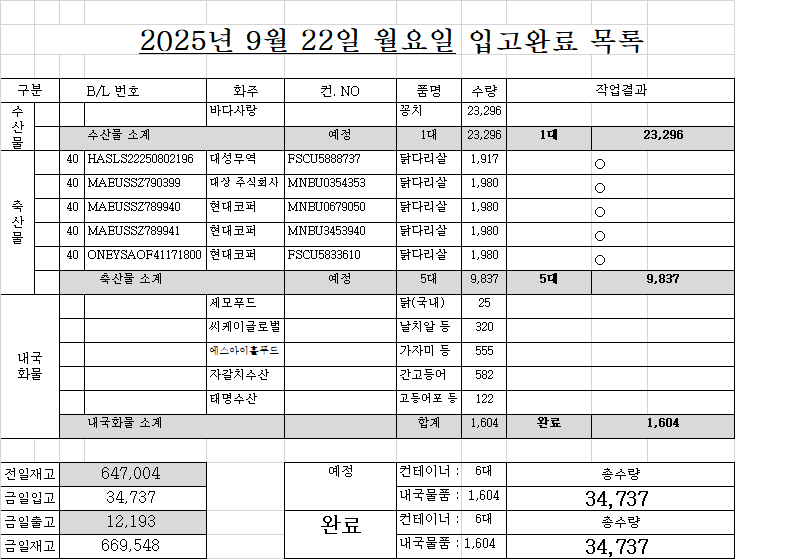 2025년 9월 22일 월요일 입고완료 목록
구분 B/L 번호 화주 컨. NO 품명 수량 작업결과
수산물 바다사랑 꽁치 23,296
수산물 소계 예정 1대 23,296 1대 23,296
축산물 40 HASLS22250802196 대성무역 FSCU5888737 닭다리살 1,917 ○
40 MAEUSSZ790399 대상 주식회사 MNBU0354353 닭다리살 1,980 ○
40 MAEUSSZ789940 현대코퍼 MNBU0679050 닭다리살 1,980 ○
40 MAEUSSZ789941 현대코퍼 MNBU3453940 닭다리살 1,980 ○
40 ONEYSAOF41171800 현대코퍼 FSCU5833610 닭다리살 1,980 ○
축산물 소계 예정 5대 9,837 5대 9,837
내국화물 세모푸드 닭(국내) 25
씨케이글로벌 날치알 등 320
에스아이홀푸드 가자미 등 555
자갈치수산 간고등어 582
태명수산 고등어포 등 122
내국화물 소계 합계 1,604 완료 1,604
전일재고 647,004 예정 컨테이너 : 6대 총수량
금일입고 34,737 내국물품 : 1,604 34,737
금일출고 12,193 완료 컨테이너 : 6대 총수량
금일재고 669,548 내국물품 : 1,604 34,737